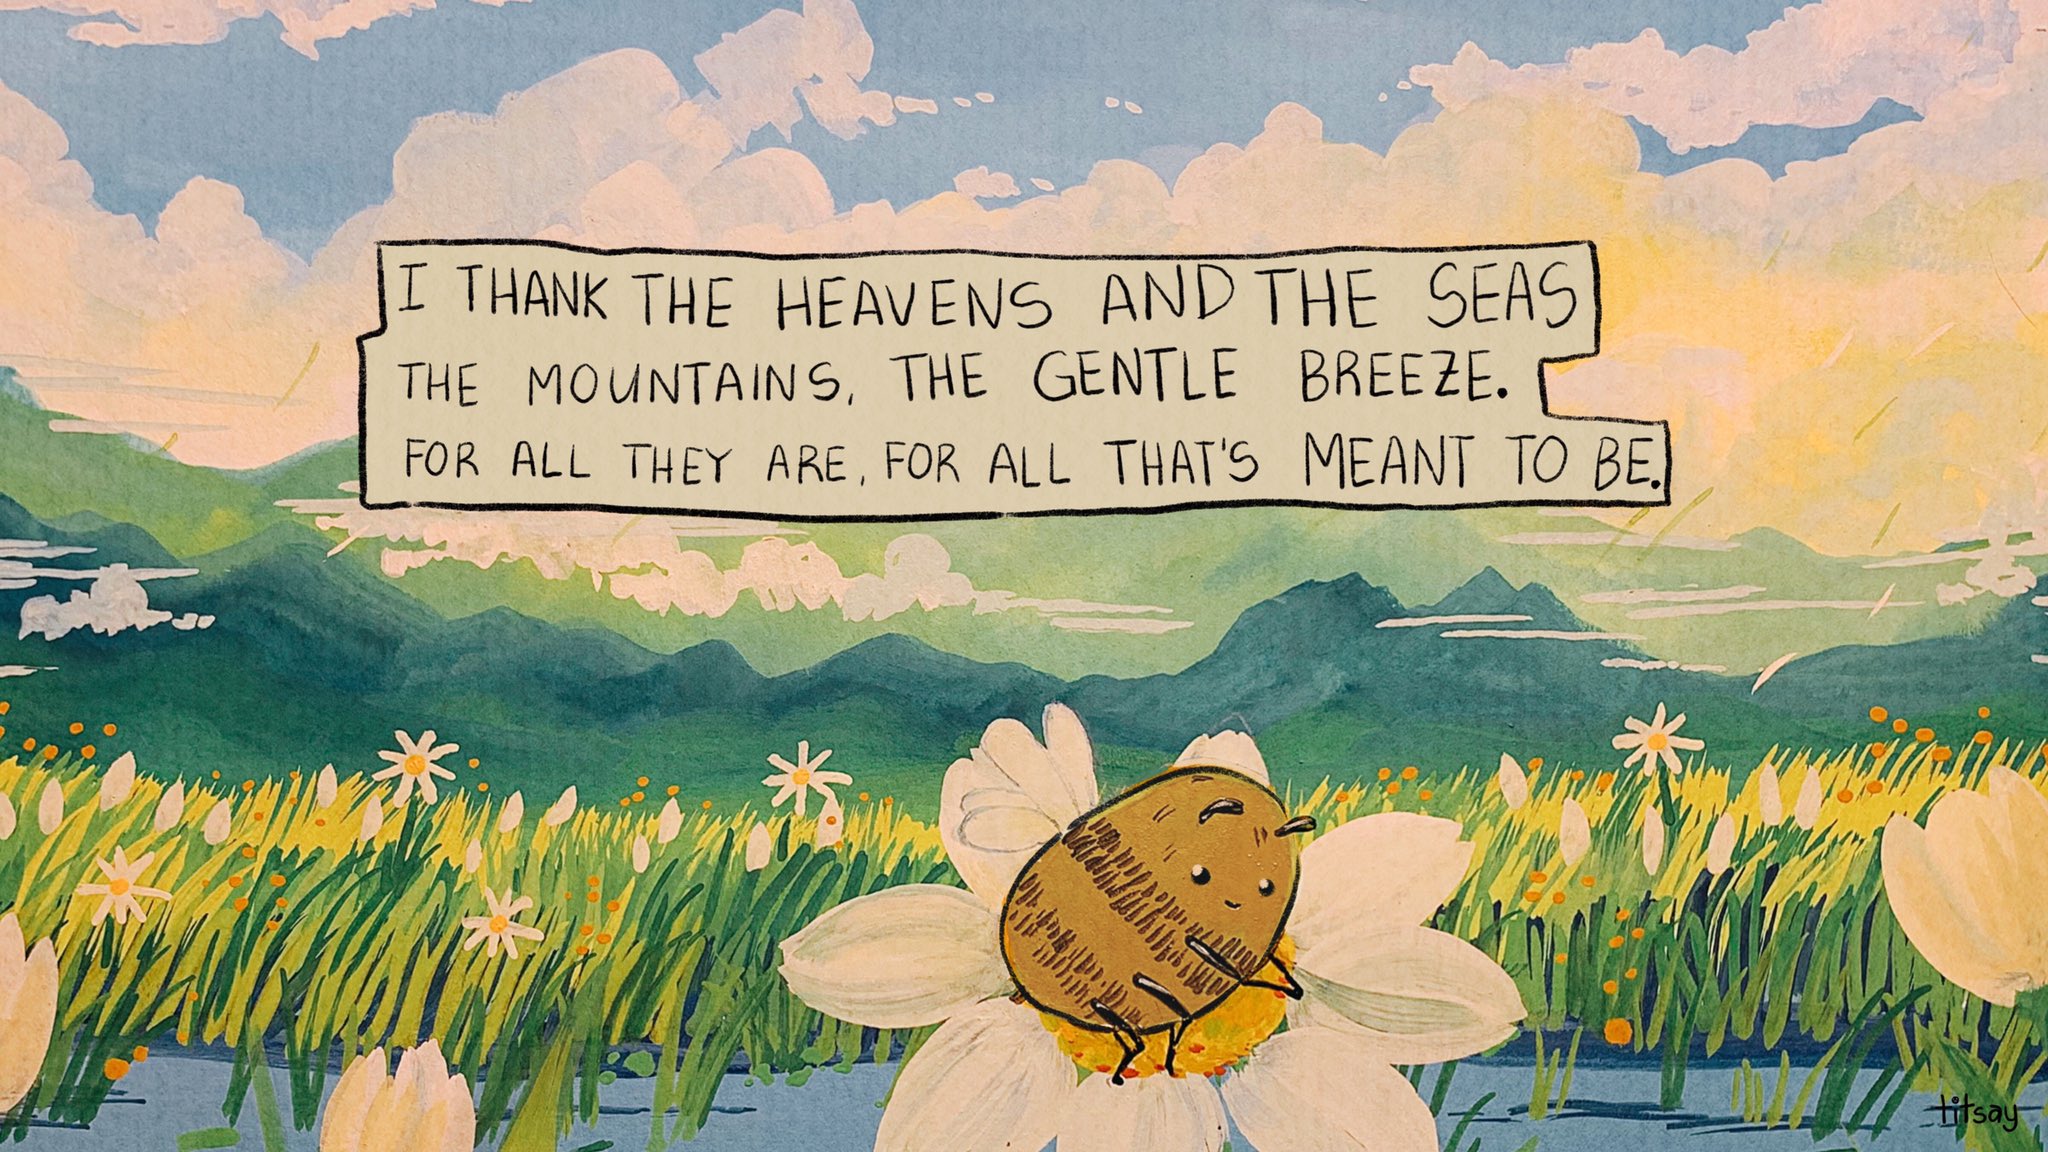 I THANK THE HEAVENS AND THE SEAS
THE MOUNTAINS, THE GENTLE BREEZE.
FOR ALL THEY ARE, FOR ALL THAT'S MEANT TO BE.
titsay